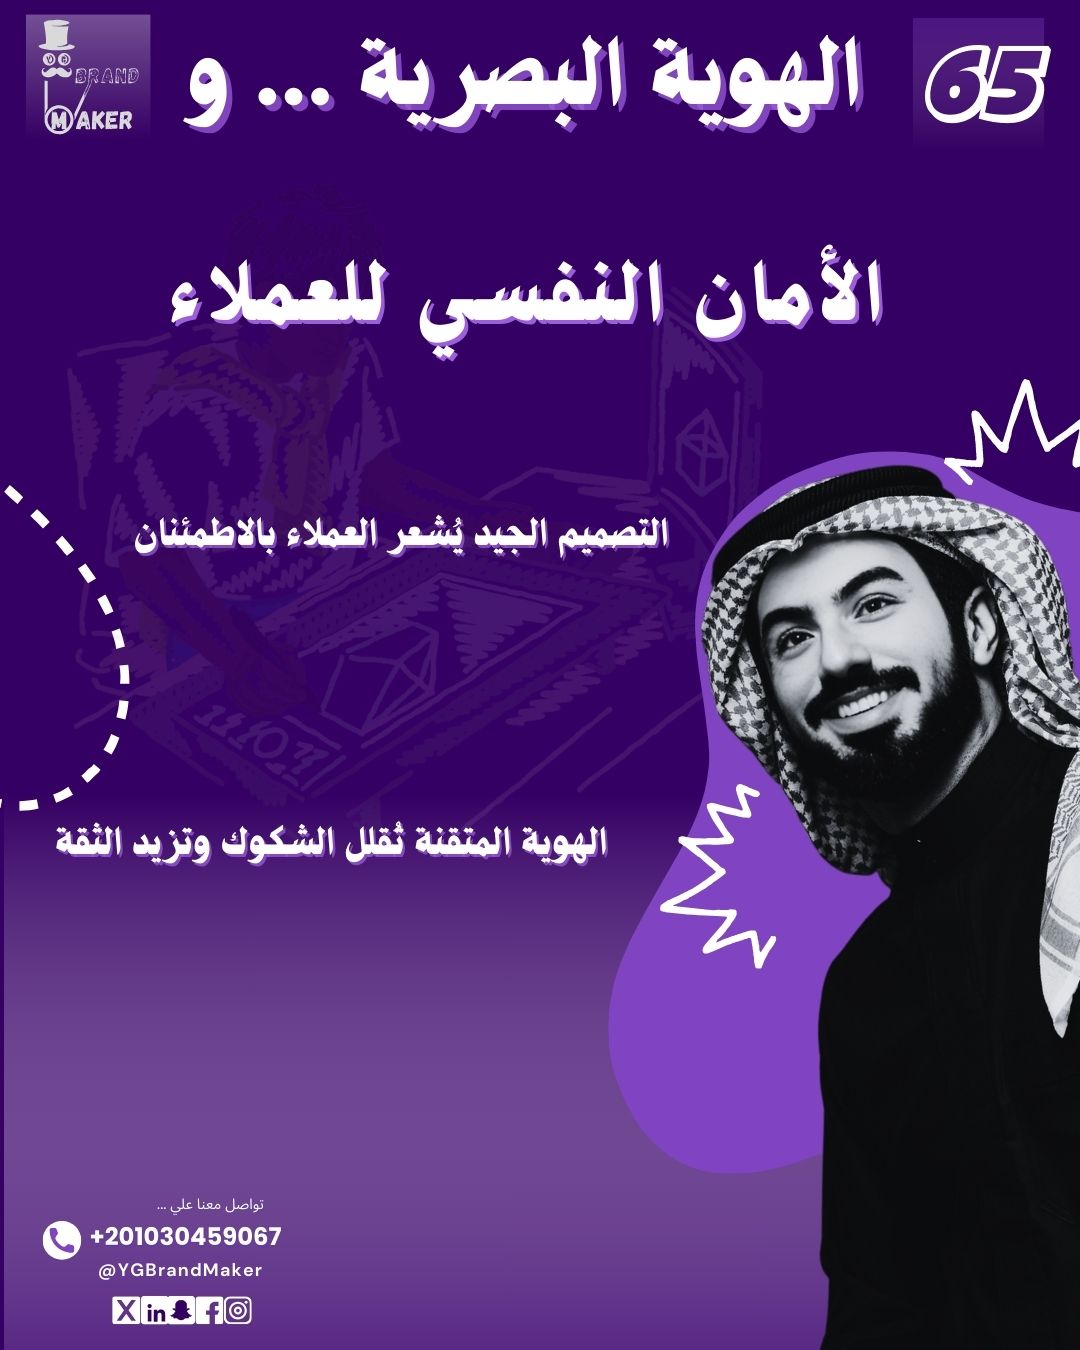 65
الهوية البصرية ... و
BRAND
MAKER
الأمان النفسي للعملاء
التصميم الجيد يُشعر العملاء بالاطمئنان
الهوية المتقنة تُقلل الشكوك وتزيد الثقة
تواصل معنا علي ...
+201030459067
@YGBrandMaker